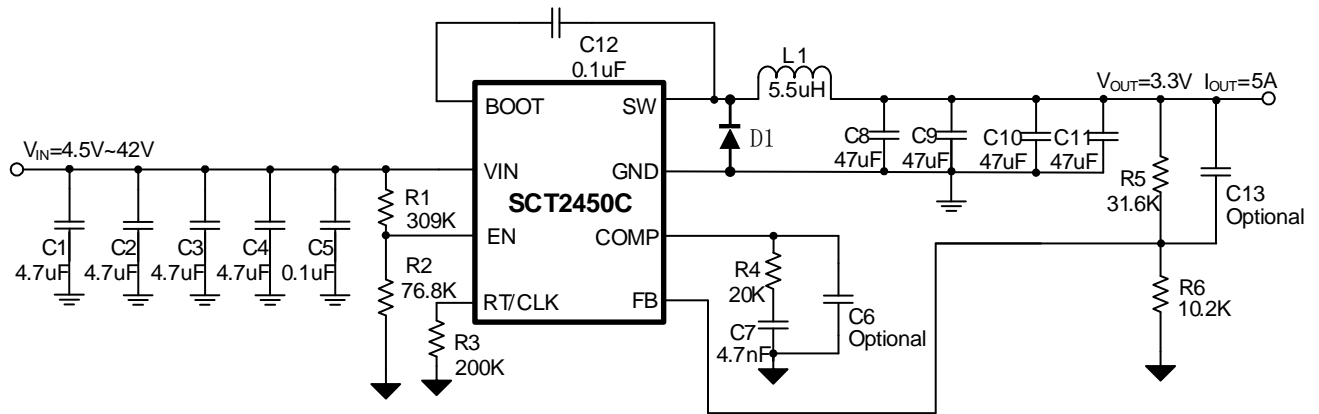 C12
0.1uF
L1
5.5uH
BOOT
SW
V_OUT=3.3V I_OUT=5A
D1
C8
47uF
C9
47uF
C10
47uF
C11
47uF
V_IN=4.5V~42V
VIN
GND
SCT2450C
R1
309K
R5
31.6K
C13
Optional
C1
4.7uF
C2
4.7uF
C3
4.7uF
C4
4.7uF
C5
0.1uF
EN
COMP
R2
76.8K
R4
20K
RT/CLK
FB
R6
10.2K
R3
200K
C7
4.7nF
C6
Optional